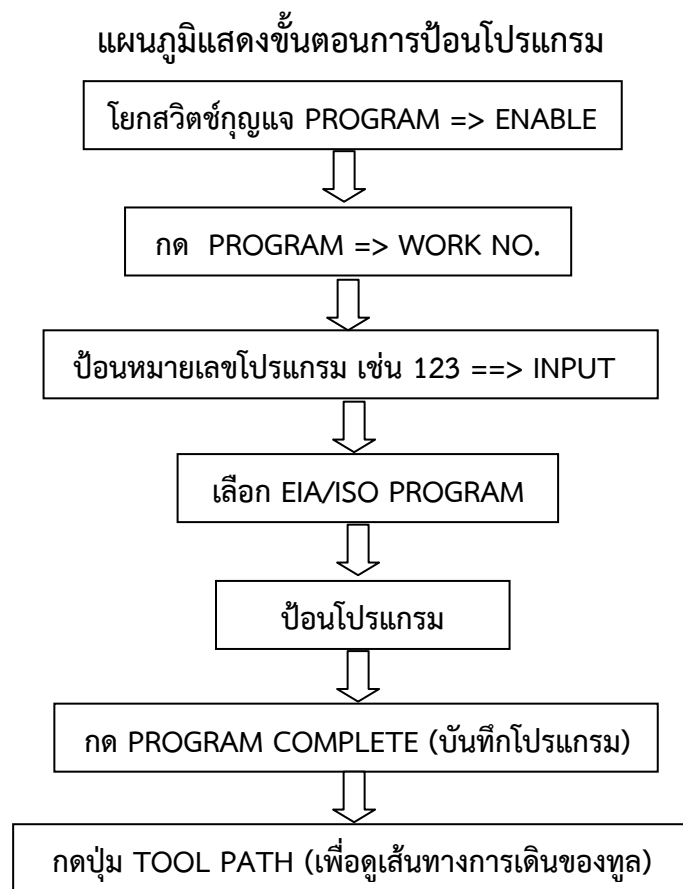 แผนภูมิแสดงขั้นตอนการป้อนโปรแกรม
โยกสวิตช์กุญแจ PROGRAM => ENABLE
กด PROGRAM => WORK NO.
ป้อนหมายเลขโปรแกรม เช่น 123 ==> INPUT
เลือก EIA/ISO PROGRAM
ป้อนโปรแกรม
กด PROGRAM COMPLETE (บันทึกโปรแกรม)
กดปุ่ม TOOL PATH (เพื่อดูเส้นทางการเดินของทูล)